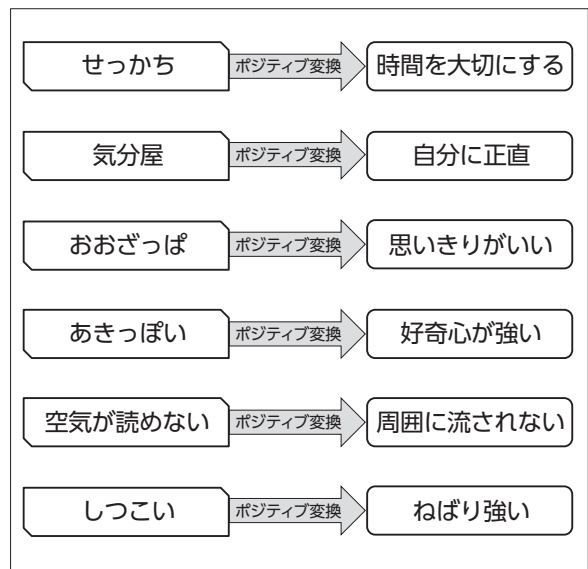 せっかち ポジティブ変換 時間を大切にする
気分屋 ポジティブ変換 自分に正直
おおざっぱ ポジティブ変換 思いきりがいい
あきっぽい ポジティブ変換 好奇心が強い
空気が読めない ポジティブ変換 周囲に流されない
しつこい ポジティブ変換 ねばり強い